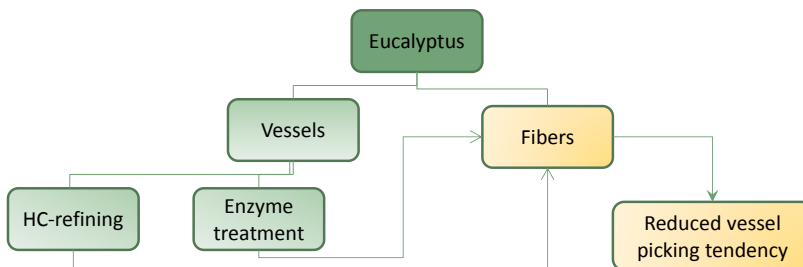 Eucalyptus
Vessels
Fibers
HC-refining
Enzyme
treatment
Reduced vessel
picking tendency